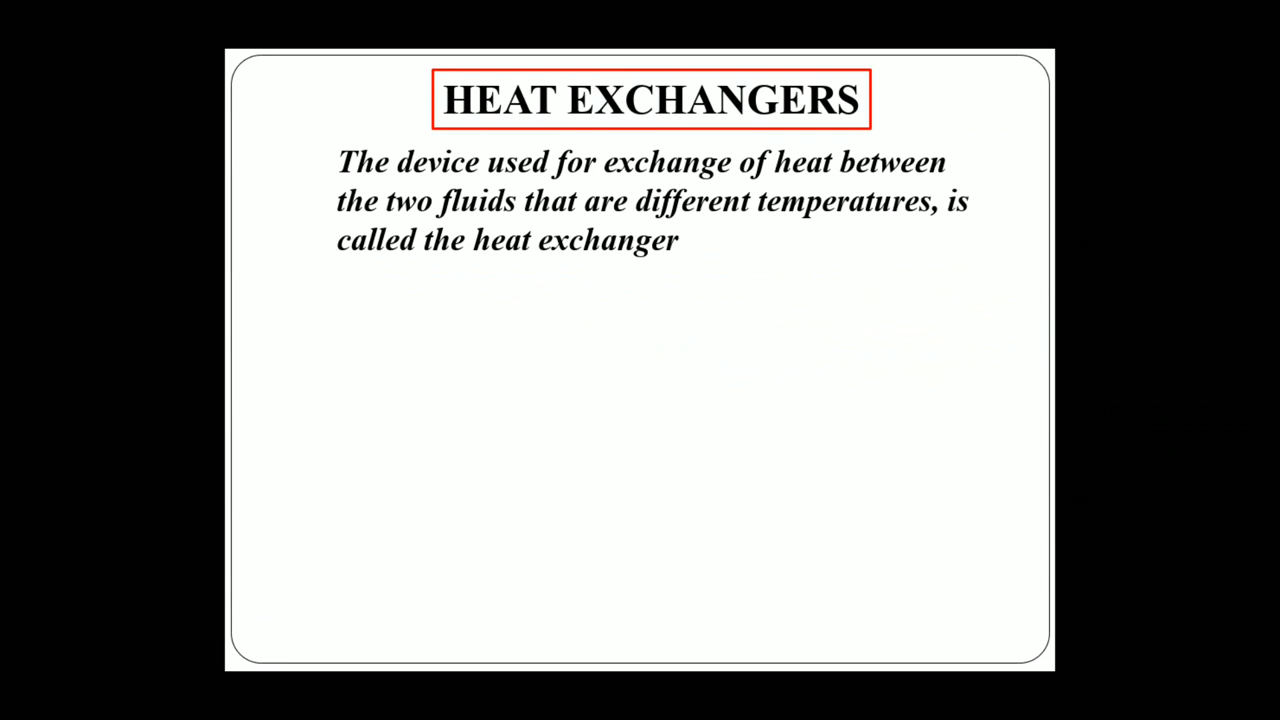 HEAT EXCHANGERS
The device used for exchange of heat between
the two fluids that are different temperatures, is
called the heat exchanger